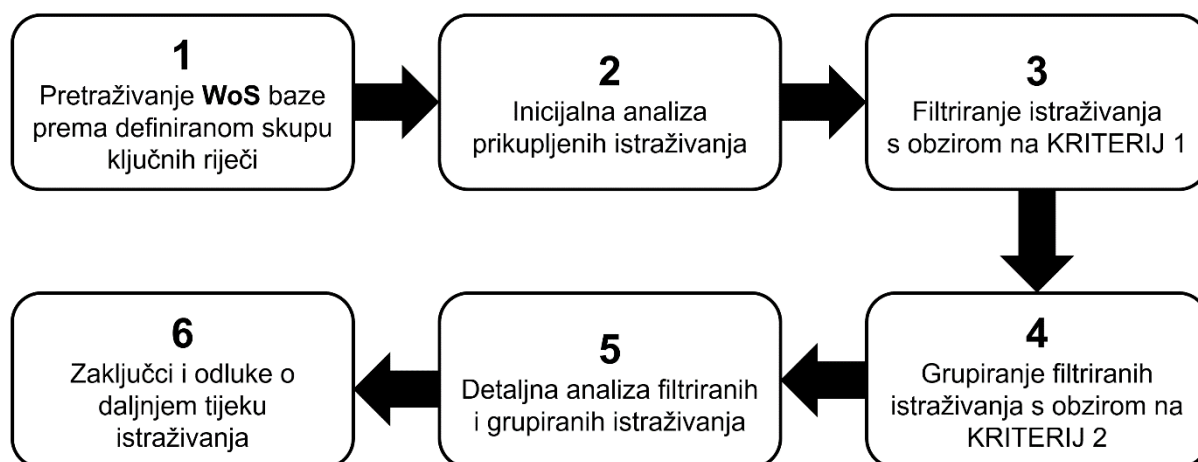 1
Pretraživanje WoS baze
prema definiranom skupu
ključnih riječi
2
Inicijalna analiza
prikupljenih istraživanja
3
Filtriranje istraživanja
s obzirom na KRITERIJ 1
4
Grupiranje filtriranih
istraživanja s obzirom na
KRITERIJ 2
5
Detaljna analiza filtriranih
i grupiranih istraživanja
6
Zaključci i odluke o
daljnjem tijeku
istraživanja